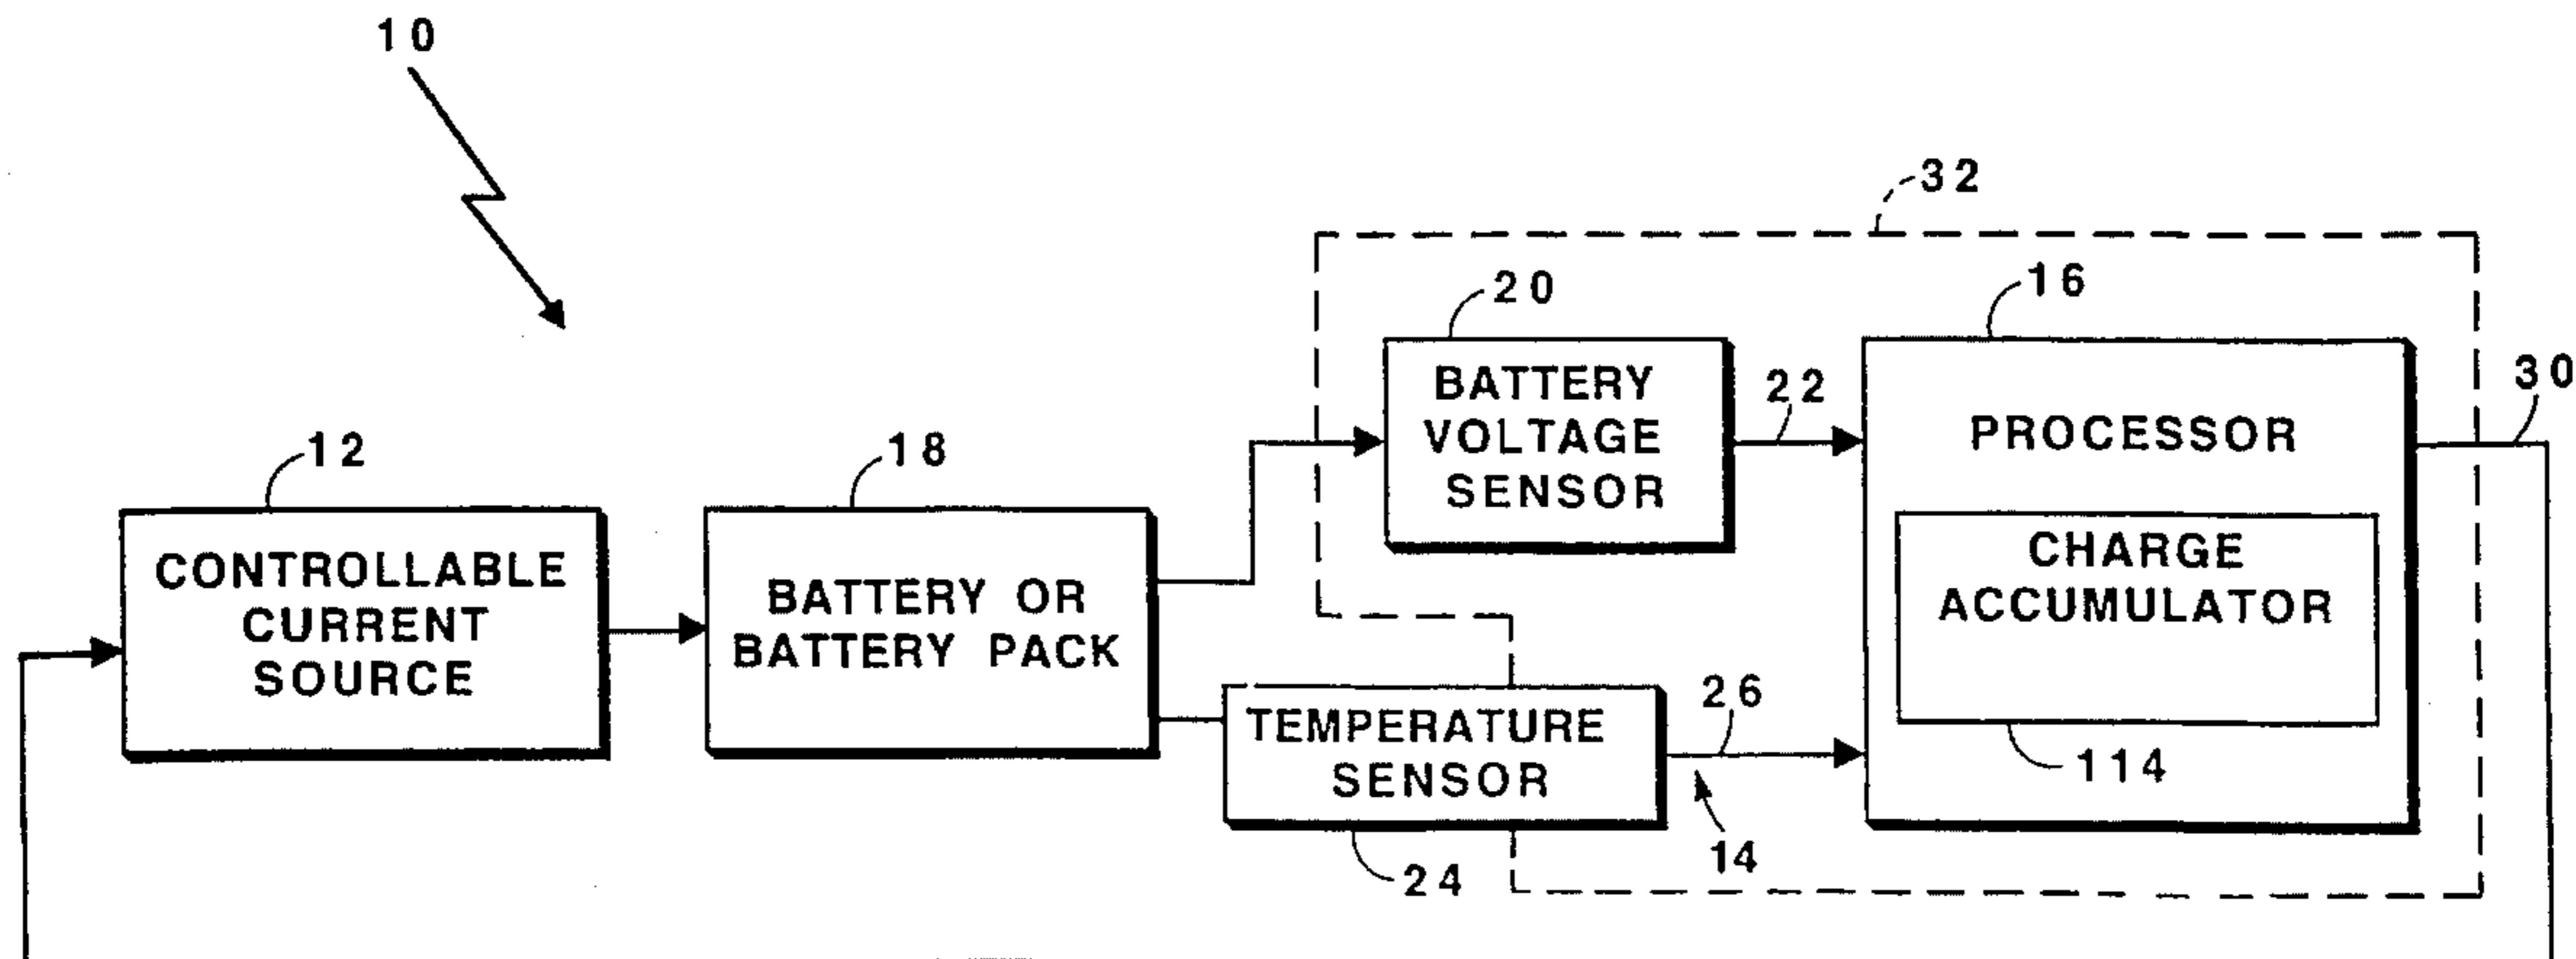 10
32
20
16
BATTERY
VOLTAGE
SENSOR
22
PROCESSOR
30
12
18
CONTROLLABLE
CURRENT
SOURCE
BATTERY OR
BATTERY PACK
CHARGE
ACCUMULATOR
TEMPERATURE
SENSOR
26
114
14
24